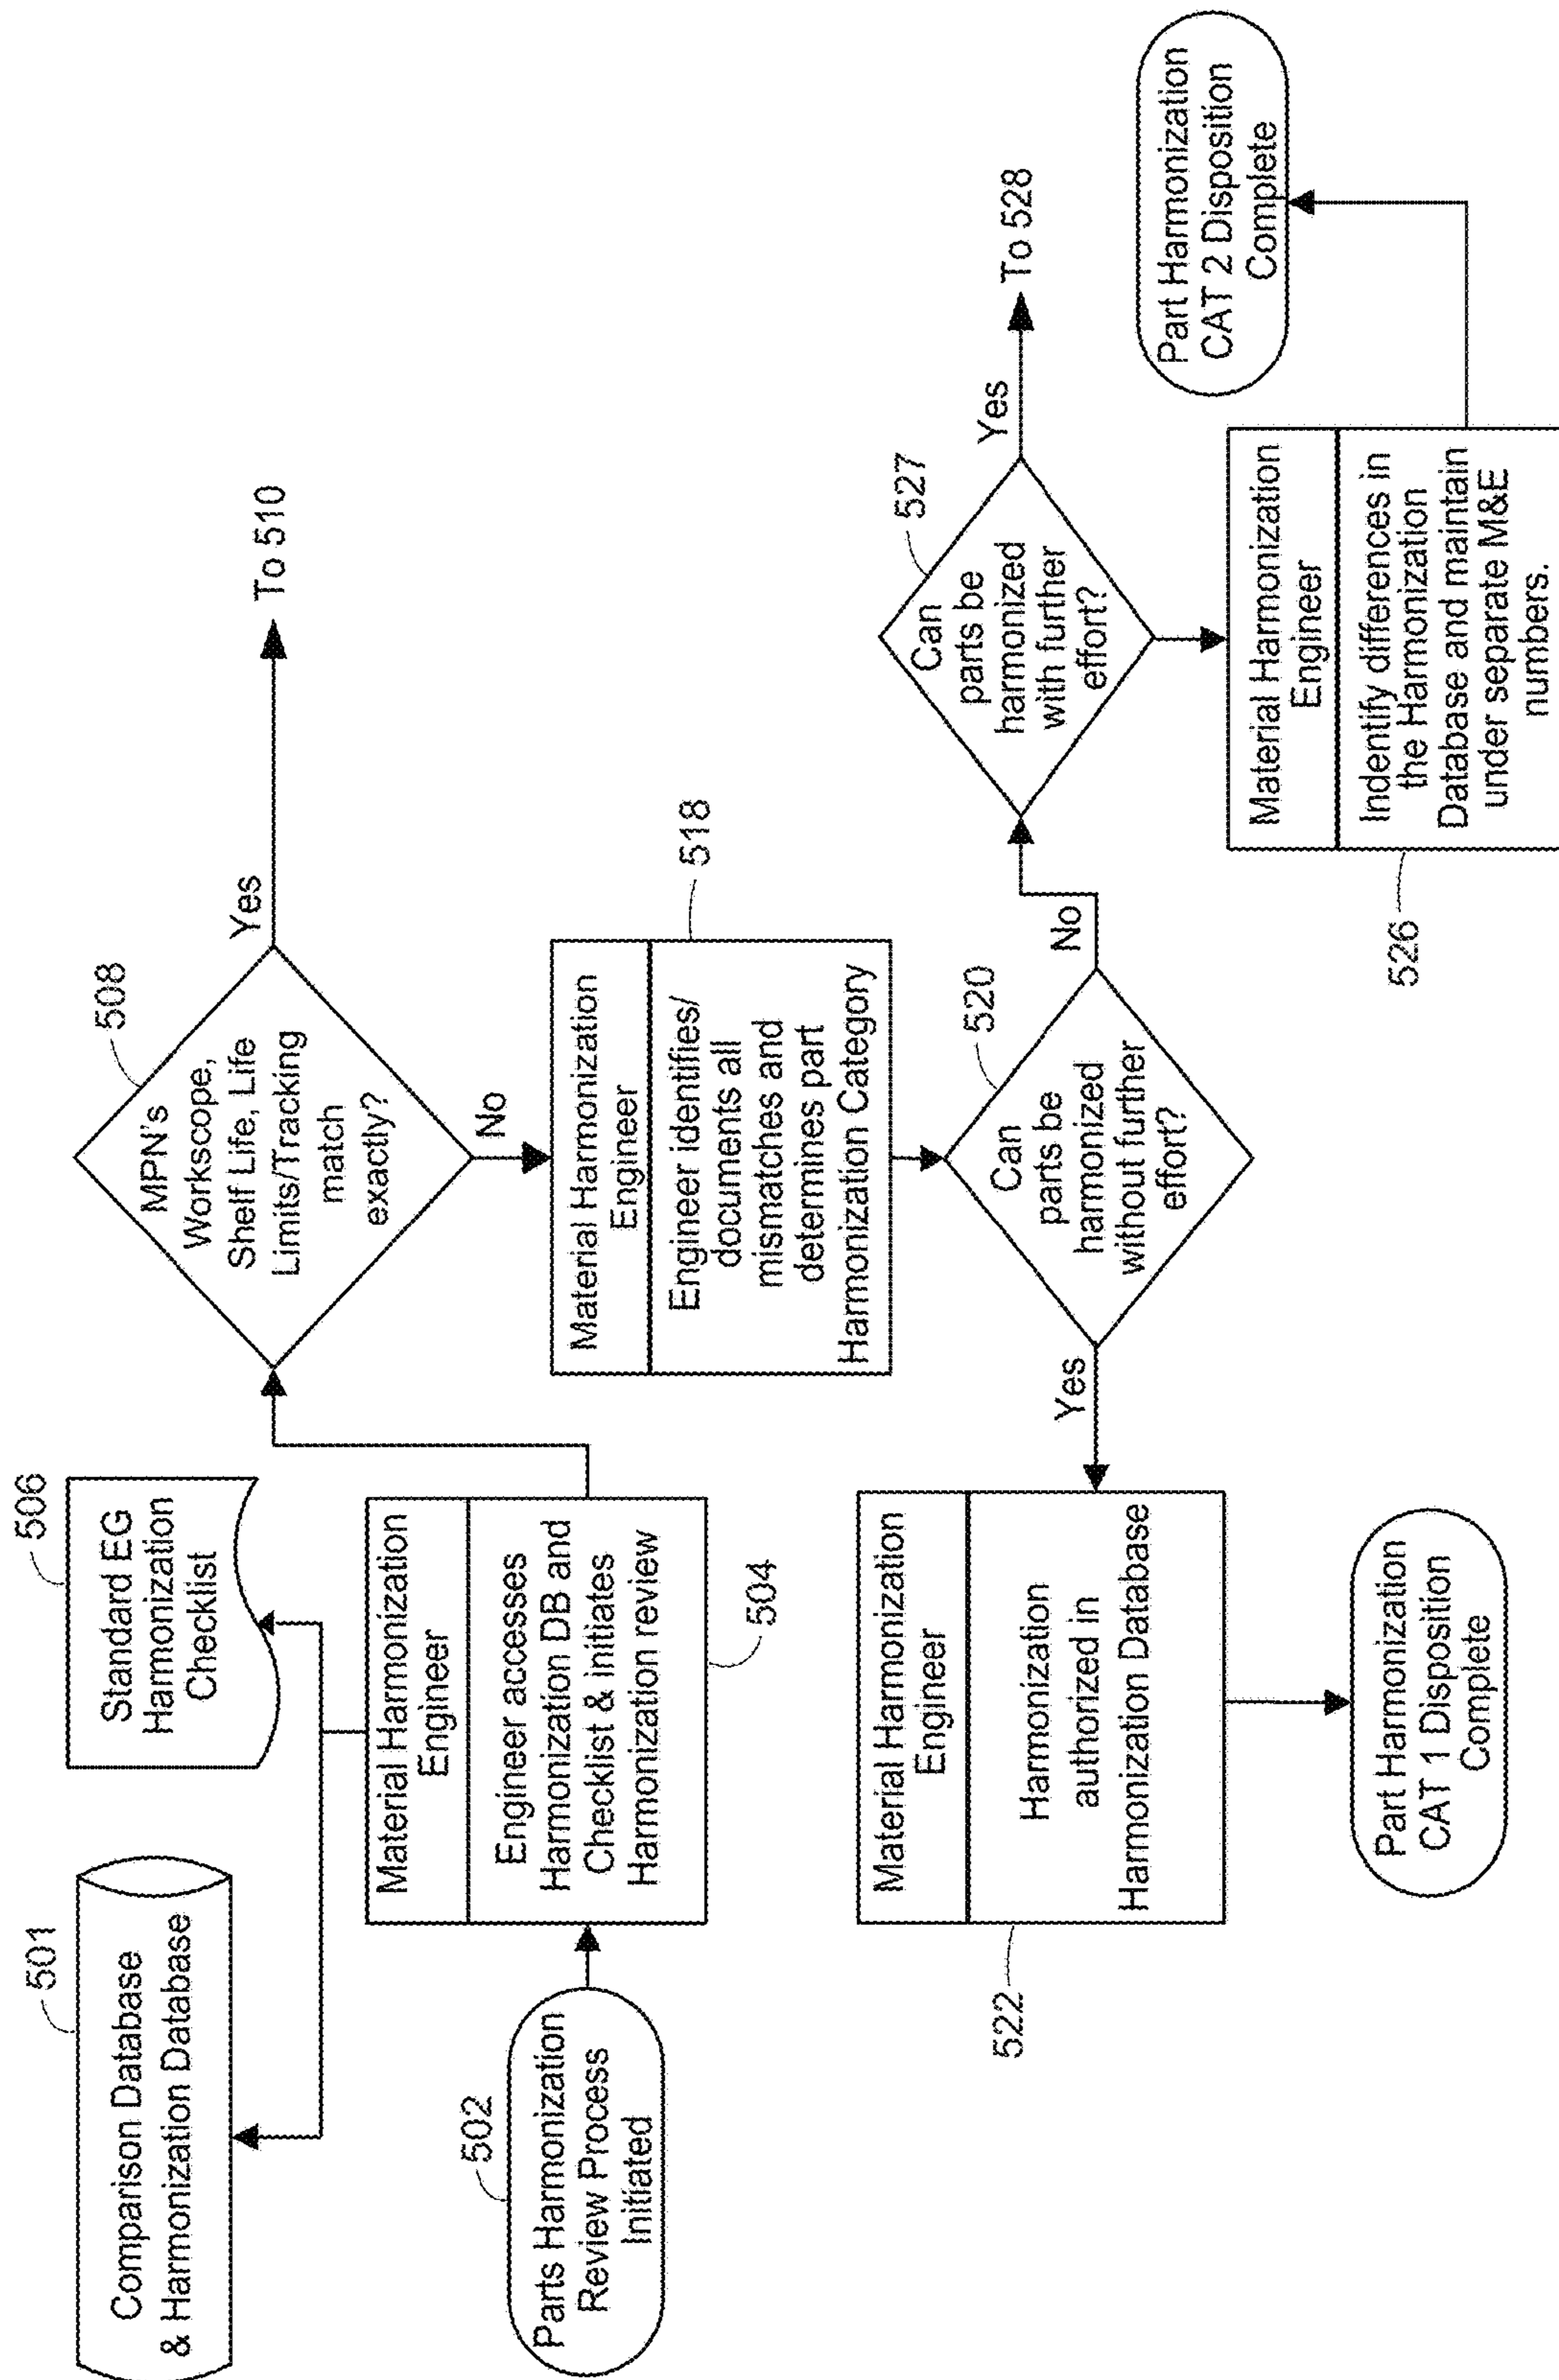 501
Comparison Database
& Harmonization Database
506
Standard EG
Harmonization
Checklist
502
Parts Harmonization
Review Process
Initiated
Material Harmonization
Engineer
Engineer accesses
Harmonization DB and
Checklist & initiates
Harmonization review
504
508
MPN's
Workscope,
Shelf Life, Life
Limits/Tracking
match
exactly?
Yes
To 510
No
Material Harmonization
Engineer
Engineer identifies/
documents all
mismatches and
determines part
Harmonization Category
518
520
Can
parts be
harmonized
without further
effort?
Yes
No
Material Harmonization
Engineer
Harmonization
authorized in
Harmonization Database
522
Part Harmonization
CAT 1 Disposition
Complete
527
Can
parts be
harmonized
with further
effort?
Yes
To 528
Material Harmonization
Engineer
Indentify differences in
the Harmonization
Database and maintain
under separate M&E
numbers.
526
Part Harmonization
CAT 2 Disposition
Complete